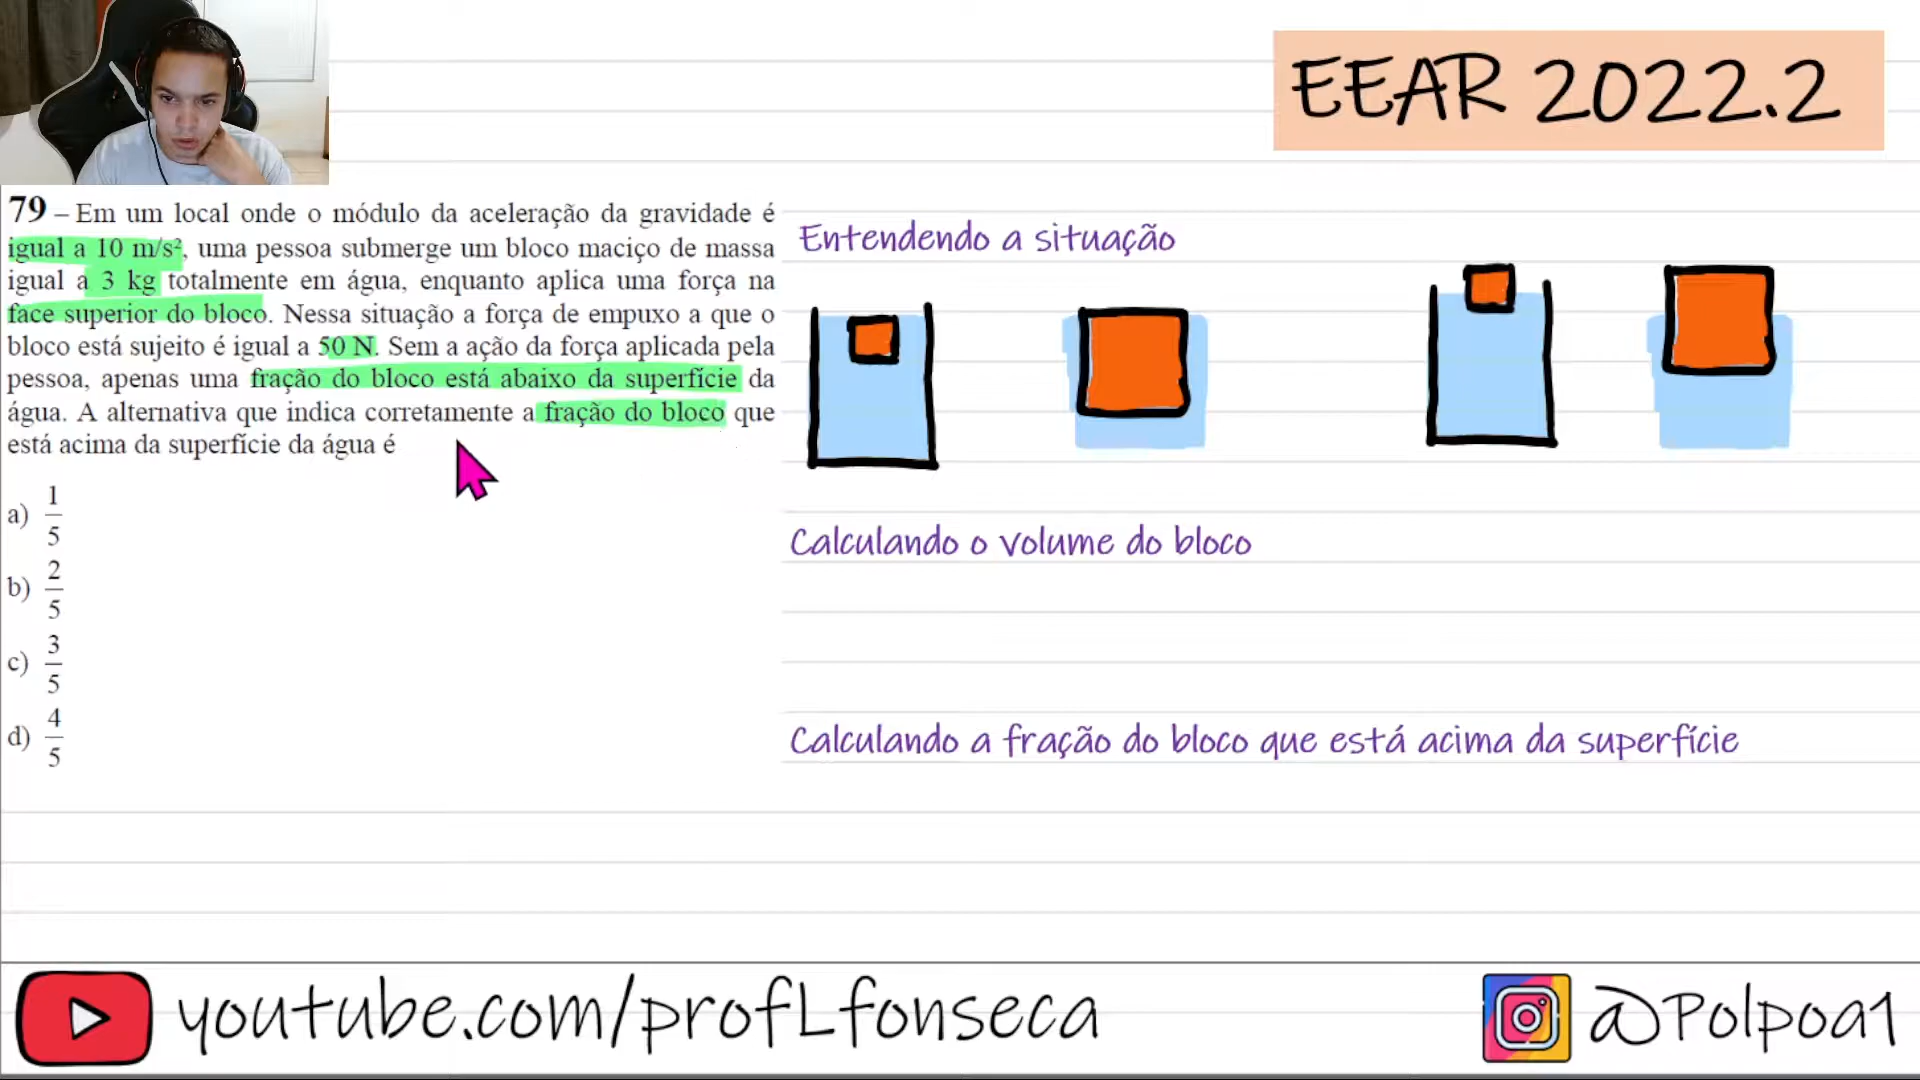 EEAR 2022.2
79 – Em um local onde o módulo da aceleração da gravidade é
igual a 10 m/s², uma pessoa submerge um bloco maciço de massa
igual a 3 kg totalmente em água, enquanto aplica uma força na
face superior do bloco. Nessa situação a força de empuxo a que o
bloco está sujeito é igual a 50 N. Sem a ação da força aplicada pela
pessoa, apenas uma fração do bloco está abaixo da superfície da
água. A alternativa que indica corretamente a fração do bloco que
está acima da superfície da água é
a) 1/5
b) 2/5
c) 3/5
d) 4/5
Entendendo a situação
Calculando o volume do bloco
Calculando a fração do bloco que está acima da superfície
youtube.com/profLfonseca
@Polpoa1